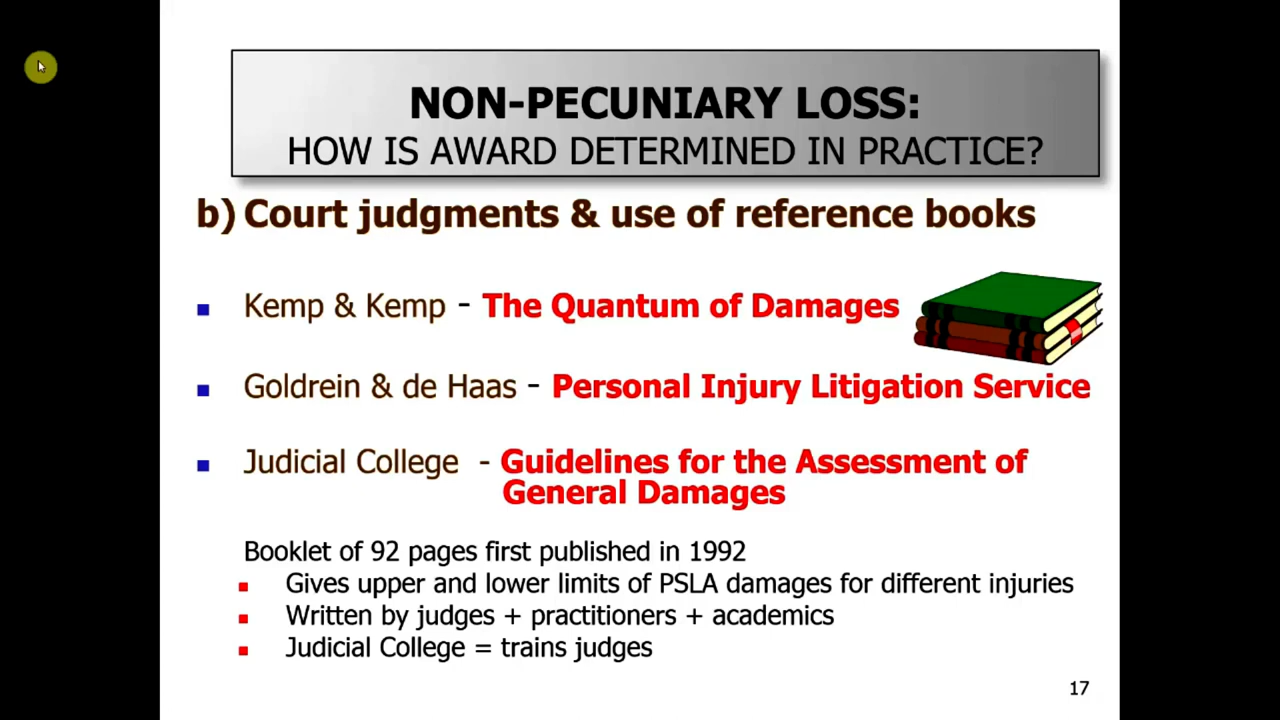 NON-PECUNIARY LOSS:
HOW IS AWARD DETERMINED IN PRACTICE?
b) Court judgments & use of reference books
Kemp & Kemp - The Quantum of Damages
Goldrein & de Haas - Personal Injury Litigation Service
Judicial College - Guidelines for the Assessment of
General Damages
Booklet of 92 pages first published in 1992
Gives upper and lower limits of PSLA damages for different injuries
Written by judges + practitioners + academics
Judicial College = trains judges
17